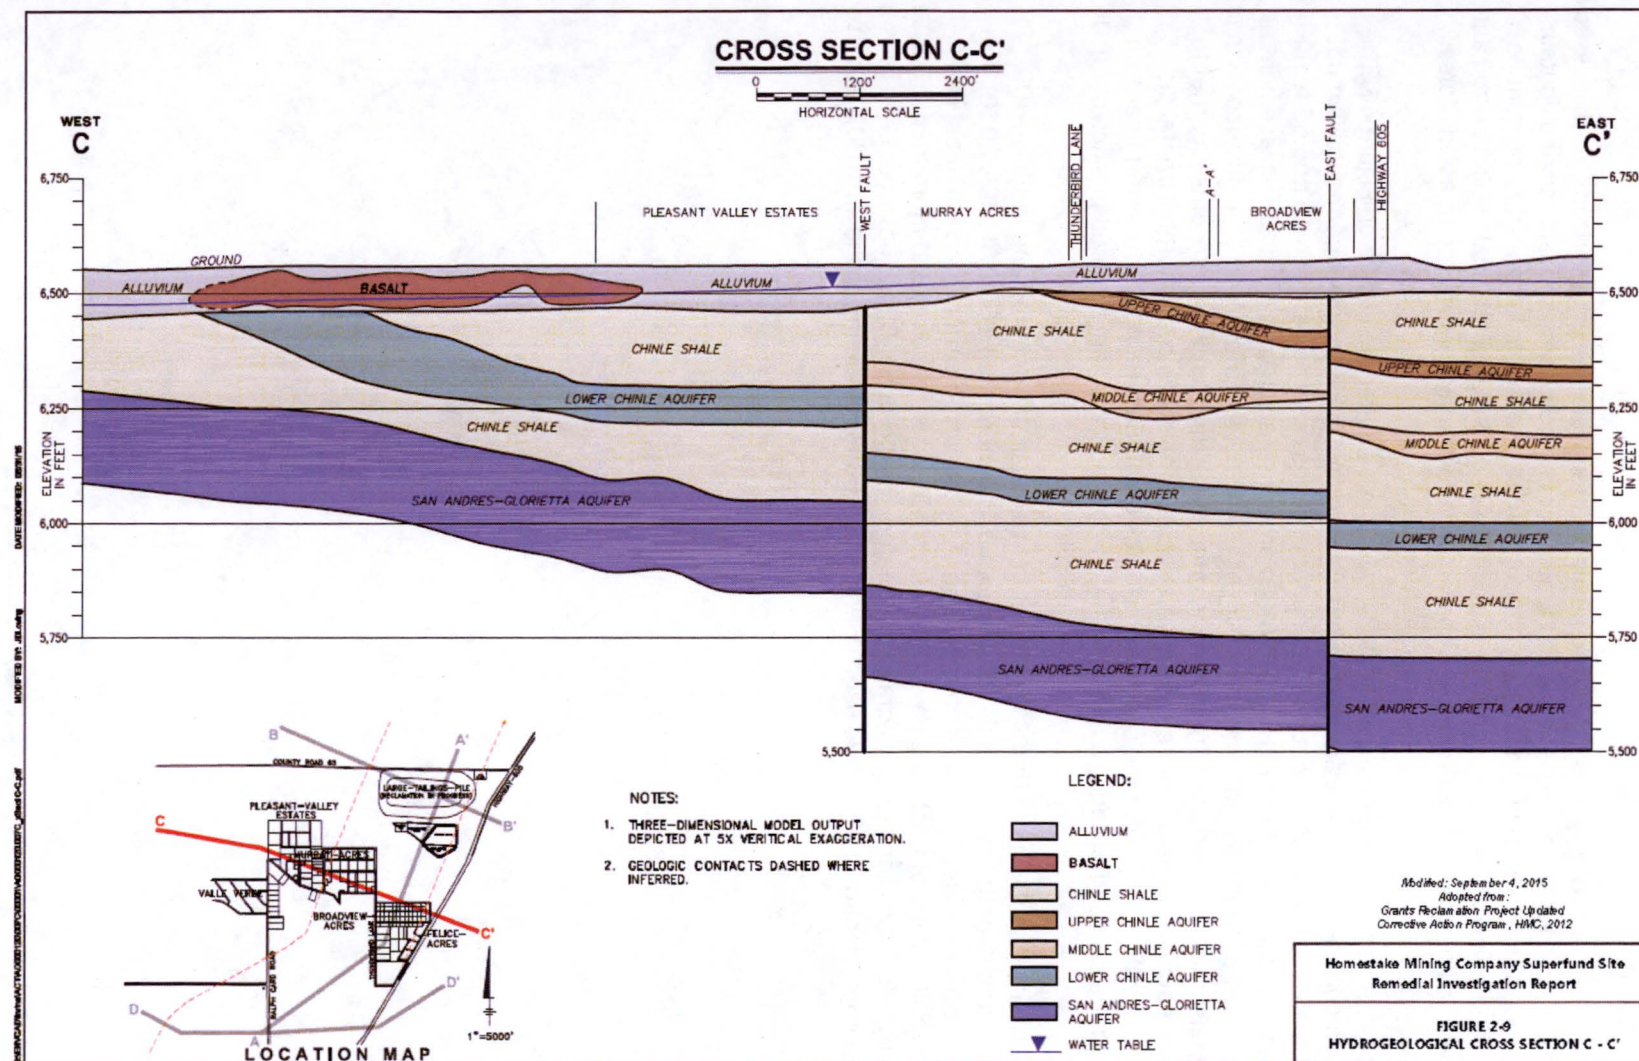 CROSS SECTION C-C'
0 1200' 2400'
HORIZONTAL SCALE
WEST
C
EAST
C'
6,750
6,500
6,250
6,000
5,750
ELEVATION
IN FEET
6,750
6,500
6,250
6,000
5,750
5,500
ELEVATION
IN FEET
5,500
PLEASANT VALLEY ESTATES
WEST FAULT
MURRAY ACRES
THUNDERBIRD LANE
A-A'
BROADVIEW
ACRES
EAST FAULT
HIGHWAY 605
GROUND
ALLUVIUM
BASALT
ALLUVIUM
ALLUVIUM
CHINLE SHALE
LOWER CHINLE AQUIFER
CHINLE SHALE
SAN ANDRES-GLORIETTA AQUIFER
UPPER CHINLE AQUIFER
CHINLE SHALE
MIDDLE CHINLE AQUIFER
CHINLE SHALE
LOWER CHINLE AQUIFER
CHINLE SHALE
SAN ANDRES-GLORIETTA AQUIFER
CHINLE SHALE
UPPER CHINLE AQUIFER
CHINLE SHALE
MIDDLE CHINLE AQUIFER
CHINLE SHALE
LOWER CHINLE AQUIFER
CHINLE SHALE
SAN ANDRES-GLORIETTA AQUIFER
B
A'
COUNTY ROAD 63
LARGE-TAILINGS-PILE
(RECLAMATION IN PROGRESS)
HIGHWAY-605
PLEASANT-VALLEY
ESTATES
C
B'
MURRAY-ACRES
VALLE VERDE
BROADVIEW
ACRES
FELICE-
ACRES
C'
D
D'
A
1"=5000'
LOCATION MAP
NOTES:
1. THREE-DIMENSIONAL MODEL OUTPUT
DEPICTED AT 5X VERITICAL EXAGGERATION.
2. GEOLOGIC CONTACTS DASHED WHERE
INFERRED.
LEGEND:
ALLUVIUM
BASALT
CHINLE SHALE
UPPER CHINLE AQUIFER
MIDDLE CHINLE AQUIFER
LOWER CHINLE AQUIFER
SAN ANDRES-GLORIETTA
AQUIFER
WATER TABLE
Modified: September 4, 2015
Adopted from:
Grants Reclamation Project Updated
Corrective Action Program, HMC, 2012
Homestake Mining Company Superfund Site
Remedial Investigation Report
FIGURE 2-9
HYDROGEOLOGICAL CROSS SECTION C - C'